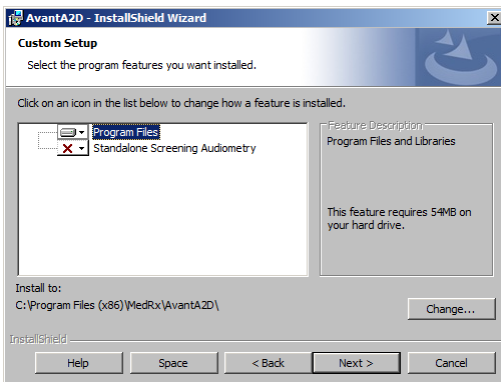 AvantA2D - InstallShield Wizard
Custom Setup
Select the program features you want installed.
Click on an icon in the list below to change how a feature is installed.
Program Files
Standalone Screening Audiometry
Feature Description
Program Files and Libraries
This feature requires 54MB on
your hard drive.
Install to:
C:\Program Files (x86)\MedRx\AvantA2D\
Change...
InstallShield
Help
Space
< Back
Next >
Cancel